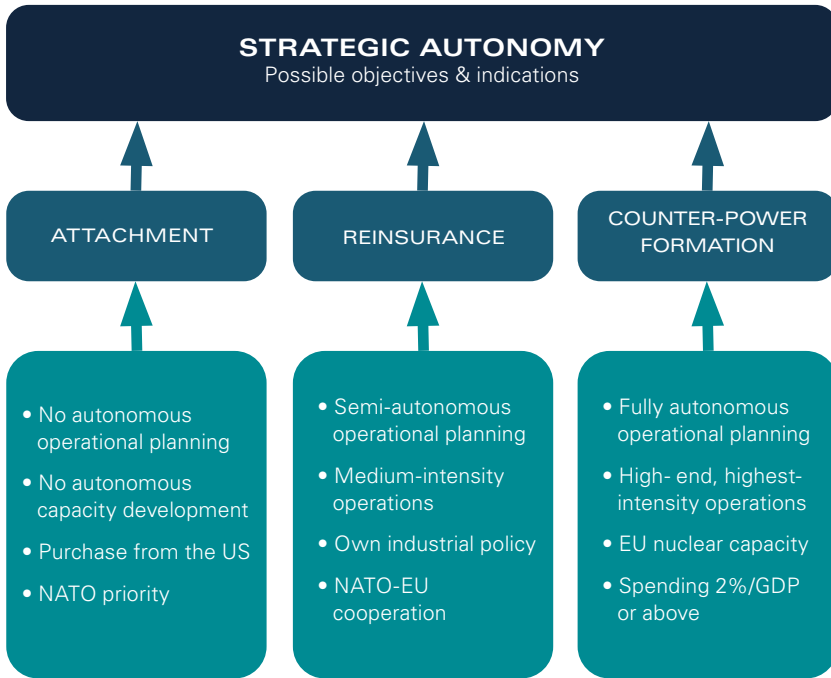 STRATEGIC AUTONOMY
Possible objectives & indications
ATTACHMENT
• No autonomous
operational planning
• No autonomous
capacity development
• Purchase from the US
• NATO priority
REINSURANCE
• Semi-autonomous
operational planning
• Medium-intensity
operations
• Own industrial policy
• NATO-EU
cooperation
COUNTER-POWER
FORMATION
• Fully autonomous
operational planning
• High- end, highest-
intensity operations
• EU nuclear capacity
• Spending 2%/GDP
or above